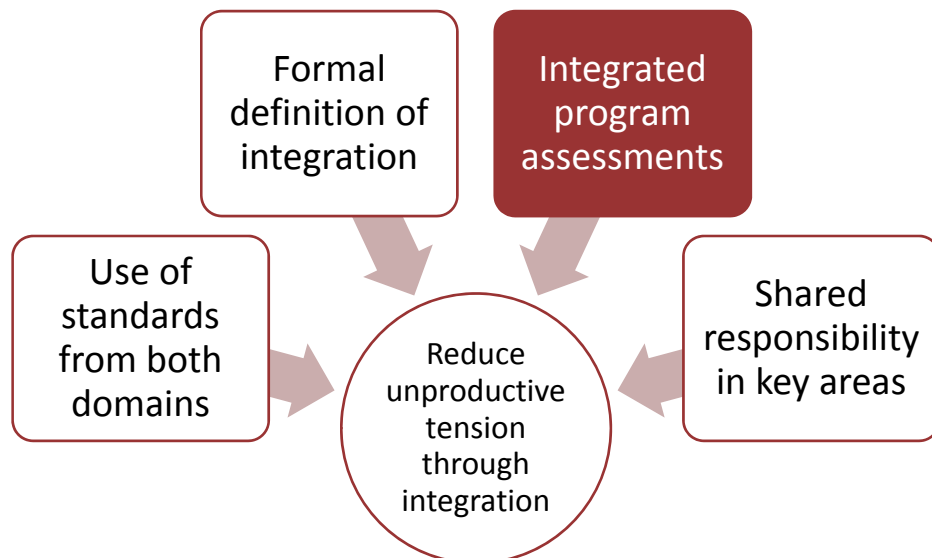 Formal
definition of
integration
Integrated
program
assessments
Use of
standards
from both
domains
Shared
responsibility
in key areas
Reduce
unproductive
tension
through
integration